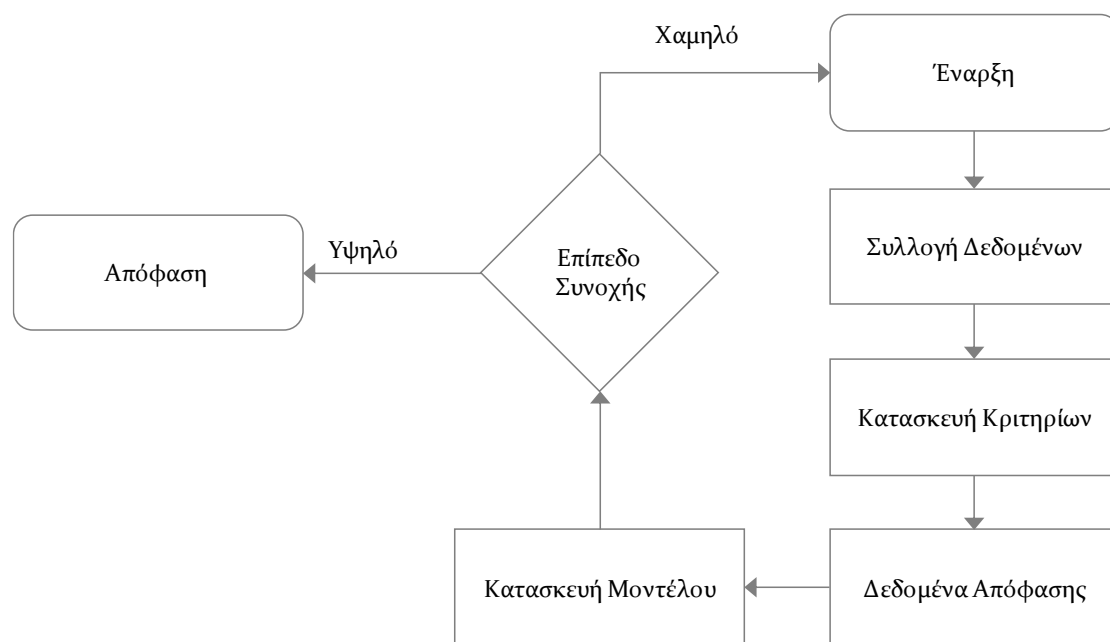 Χαμηλό
Έναρξη
Συλλογή Δεδομένων
Υψηλό
Επίπεδο
Συνοχής
Απόφαση
Κατασκευή Κριτηρίων
Κατασκευή Μοντέλου
Δεδομένα Απόφασης